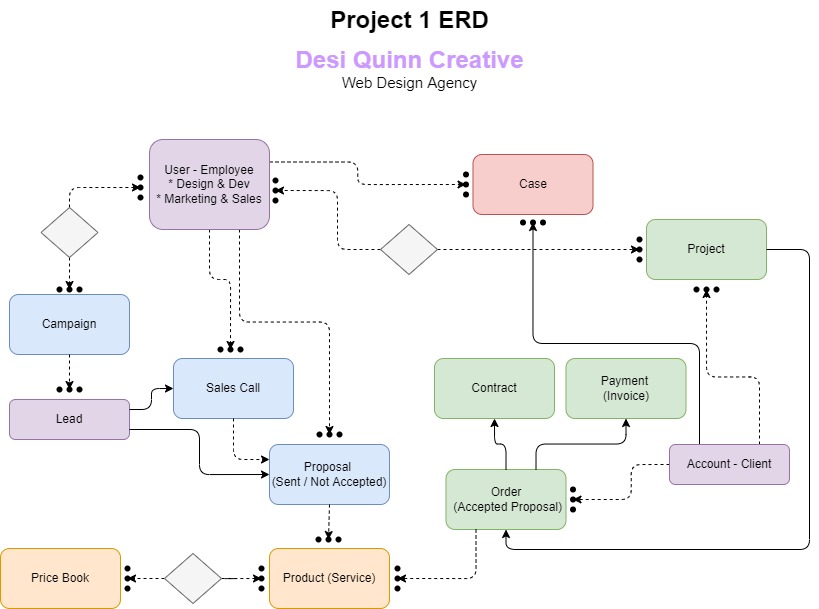 Project 1 ERD
Desi Quinn Creative
Web Design Agency
User - Employee
* Design & Dev
* Marketing & Sales
Case
Project
Campaign
Lead
Sales Call
Contract
Payment
(Invoice)
Proposal
(Sent / Not Accepted)
Account - Client
Order
(Accepted Proposal)
Price Book
Product (Service)